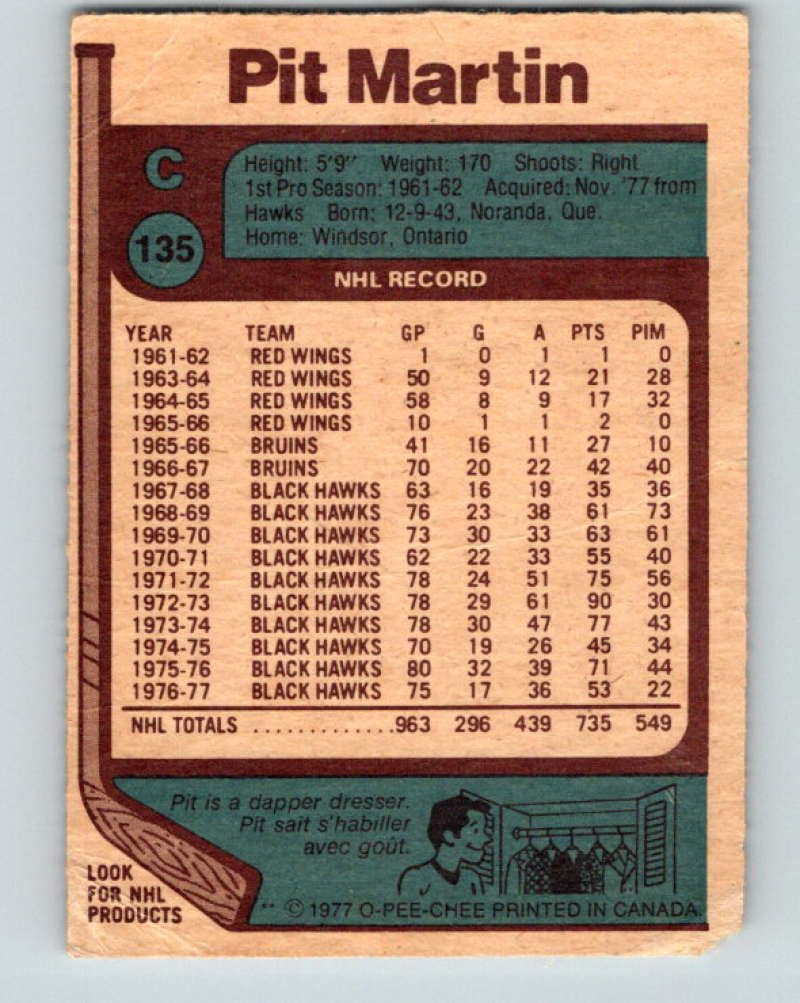 Pit Martin
C
135
Height: 5'9" Weight: 170 Shoots: Right
1st Pro Season: 1961-62 Acquired: Nov. '77 from
Hawks Born: 12-9-43, Noranda, Que.
Home: Windsor, Ontario
NHL RECORD
YEAR TEAM GP G A PTS PIM
1961-62 RED WINGS 1 0 1 1 0
1963-64 RED WINGS 50 9 12 21 28
1964-65 RED WINGS 58 8 9 17 32
1965-66 RED WINGS 10 1 1 2 0
1965-66 BRUINS 41 16 11 27 10
1966-67 BRUINS 70 20 22 42 40
1967-68 BLACK HAWKS 63 16 19 35 36
1968-69 BLACK HAWKS 76 23 38 61 73
1969-70 BLACK HAWKS 73 30 33 63 61
1970-71 BLACK HAWKS 62 22 33 55 40
1971-72 BLACK HAWKS 78 24 51 75 56
1972-73 BLACK HAWKS 78 29 61 90 30
1973-74 BLACK HAWKS 78 30 47 77 43
1974-75 BLACK HAWKS 70 19 26 45 34
1975-76 BLACK HAWKS 80 32 39 71 44
1976-77 BLACK HAWKS 75 17 36 53 22
NHL TOTALS .............963 296 439 735 549
Pit is a dapper dresser.
Pit sait s'habiller
avec goût.
LOOK
FOR NHL
PRODUCTS
** © 1977 O-PEE-CHEE PRINTED IN CANADA.